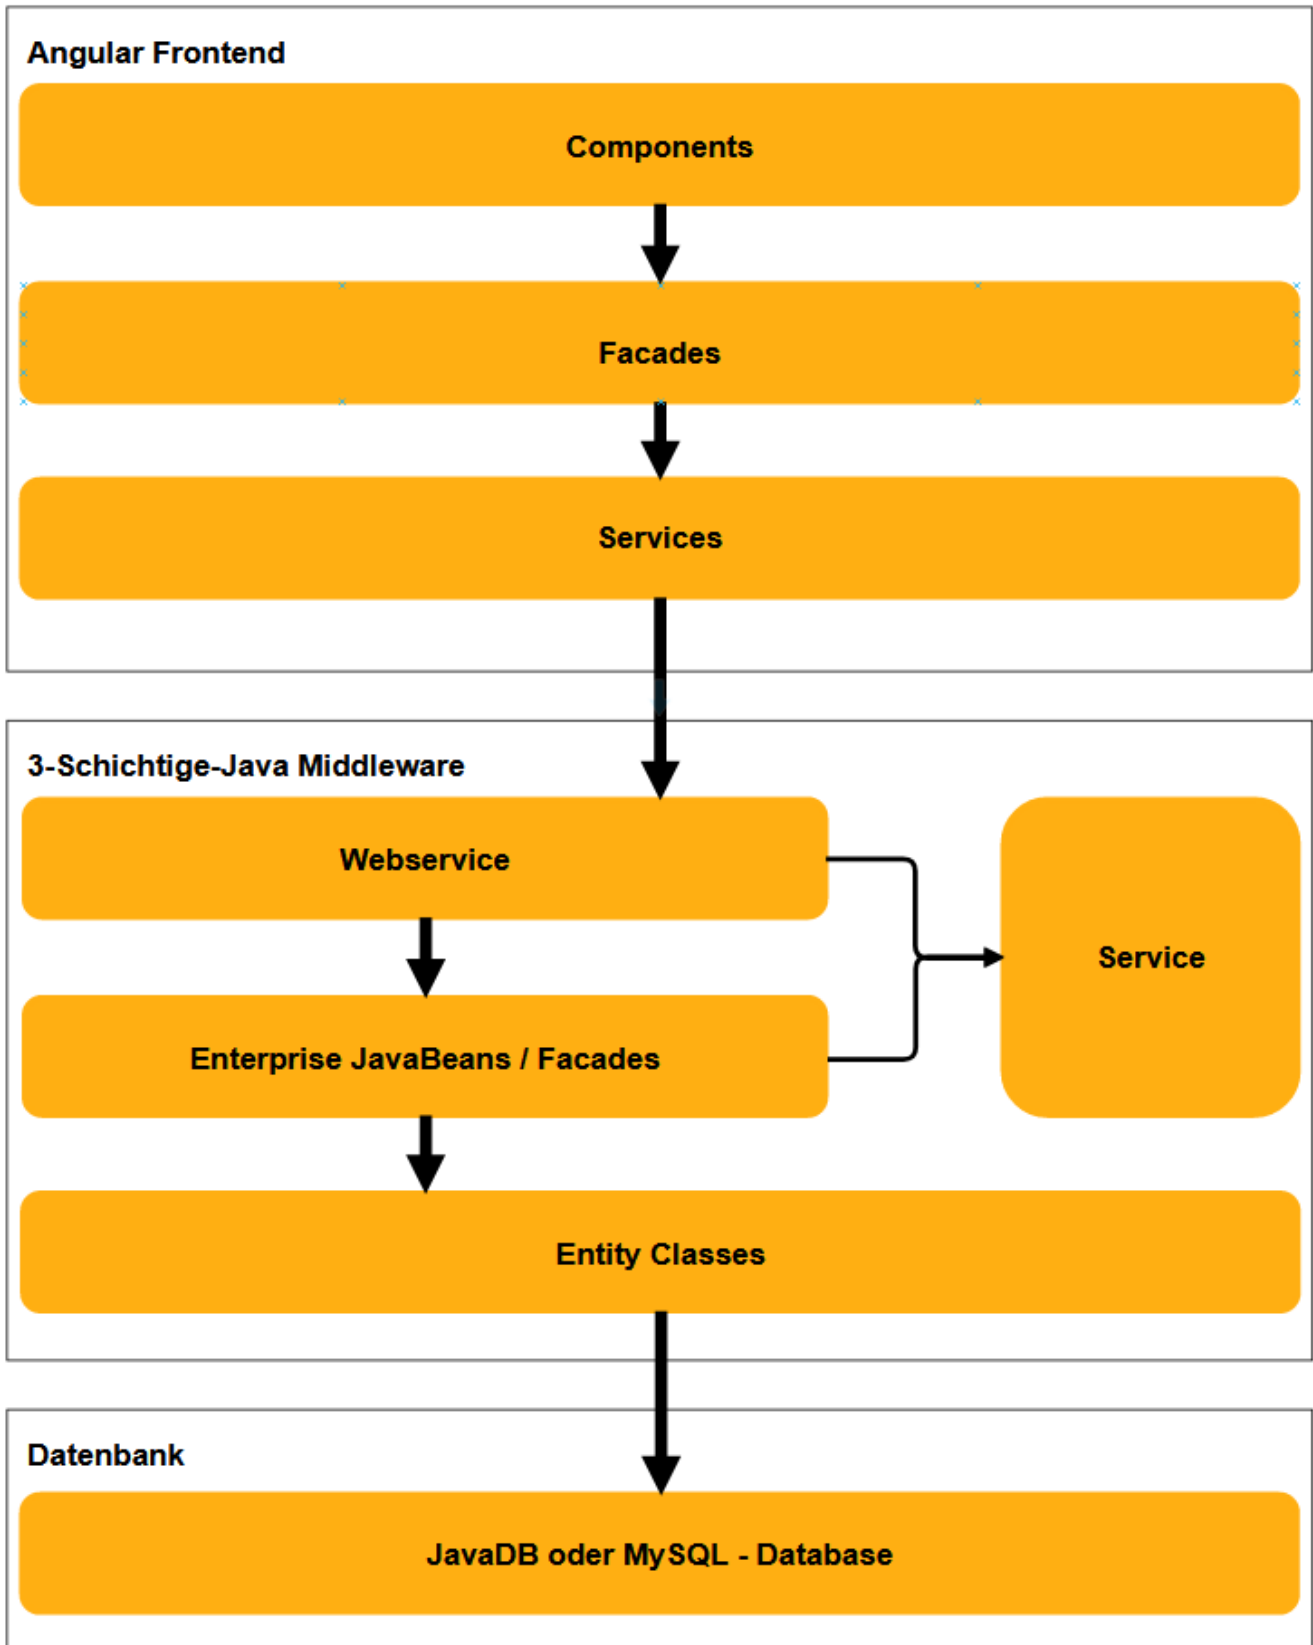 Angular Frontend
Components
Facades
Services
3-Schichtige-Java Middleware
Webservice
Service
Enterprise JavaBeans / Facades
Entity Classes
Datenbank
JavaDB oder MySQL - Database